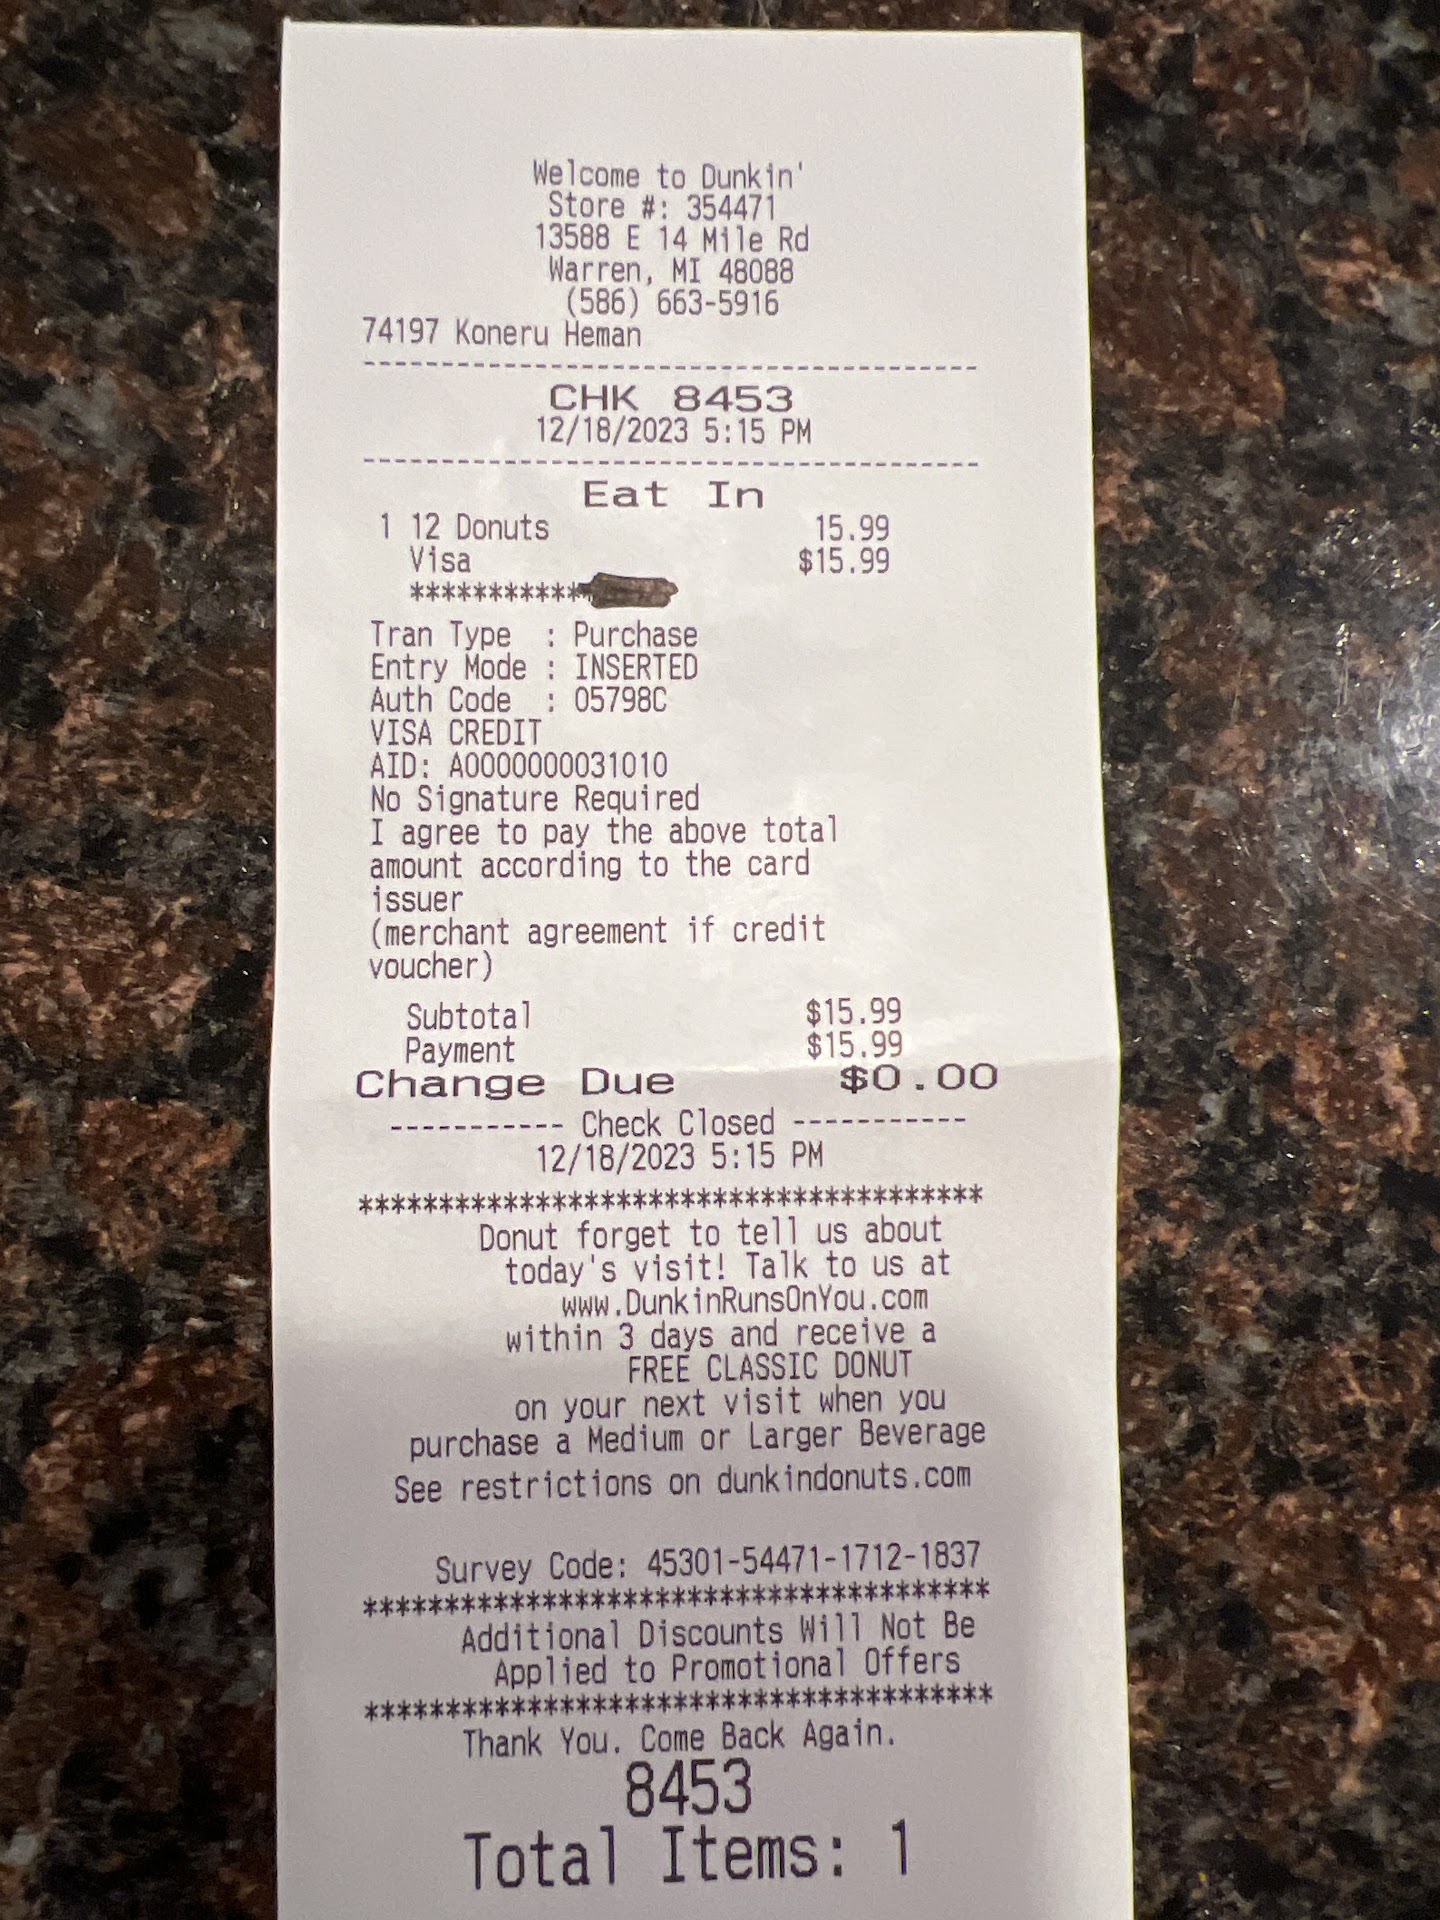 Welcome to Dunkin'
Store #: 354471
13588 E 14 Mile Rd
Warren, MI 48088
(586) 663-5916
74197 Koneru Heman
---------------------------------------
CHK 8453
12/18/2023 5:15 PM
---------------------------------------
Eat In
1 12 Donuts 15.99
Visa $15.99
************
Tran Type : Purchase
Entry Mode : INSERTED
Auth Code : 05798C
VISA CREDIT
AID: A0000000031010
No Signature Required
I agree to pay the above total
amount according to the card
issuer
(merchant agreement if credit
voucher)
Subtotal $15.99
Payment $15.99
Change Due $0.00
----------- Check Closed -----------
12/18/2023 5:15 PM
***************************************
Donut forget to tell us about
today's visit! Talk to us at
www.DunkinRunsOnYou.com
within 3 days and receive a
FREE CLASSIC DONUT
on your next visit when you
purchase a Medium or Larger Beverage
See restrictions on dunkindonuts.com
Survey Code: 45301-54471-1712-1837
***************************************
Additional Discounts Will Not Be
Applied to Promotional Offers
***************************************
Thank You. Come Back Again.
8453
Total Items: 1